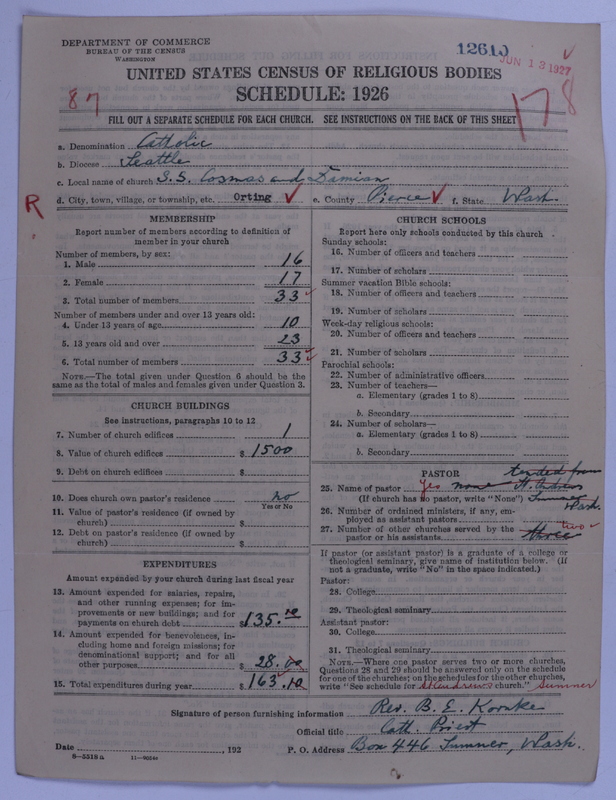 DEPARTMENT OF COMMERCE
BUREAU OF THE CENSUS
WASHINGTON
12610
JUN 13 1927
UNITED STATES CENSUS OF RELIGIOUS BODIES
SCHEDULE: 1926
87
178
FILL OUT A SEPARATE SCHEDULE FOR EACH CHURCH. SEE INSTRUCTIONS ON THE BACK OF THIS SHEET
a. Denomination Catholic
b. Diocese Seattle
c. Local name of church S.S. Cosmas and Damian
R
d. City, town, village, or township, etc. Orting e. County Pierce f. State Wash.
MEMBERSHIP
Report number of members according to definition of
member in your church
Number of members, by sex:
1. Male 16
2. Female 17
3. Total number of members 33
Number of members under and over 13 years old:
4. Under 13 years of age 10
5. 13 years old and over 23
6. Total number of members 33
NOTE.—The total given under Question 6 should be
same as the total of males and females given under Question 3.
CHURCH BUILDINGS
See instructions, paragraphs 10 to 12
7. Number of church edifices 1
8. Value of church edifices $ 1500
9. Debt on church edifices $
10. Does church own pastor's residence no
Yes or No
11. Value of pastor's residence (if owned by
church) $
12. Debt on pastor's residence (if owned by
church) $
EXPENDITURES
Amount expended by your church during last fiscal year
13. Amount expended for salaries, repairs,
and other running expenses; for im-
provements or new buildings; and for
payments on church debt $ 135.10
14. Amount expended for benevolences, in-
cluding home and foreign missions; for
denominational support; and for all
other purposes $ 28.00
15. Total expenditures during year $ 163.10
CHURCH SCHOOLS
Report here only schools conducted by this church
Sunday schools:
16. Number of officers and teachers
17. Number of scholars
Summer vacation Bible schools:
18. Number of officers and teachers
19. Number of scholars
Week-day religious schools:
20. Number of officers and teachers
21. Number of scholars
Parochial schools:
22. Number of administrative officers
23. Number of teachers—
a. Elementary (grades 1 to 8)
b. Secondary
24. Number of scholars—
a. Elementary (grades 1 to 8)
b. Secondary
PASTOR
tended from
25. Name of pastor Yes none St. Andrews
(If church has no pastor, write "None") Sumner
Wash.
26. Number of ordained ministers, if any, em-
ployed as assistant pastors
27. Number of other churches served by the two
pastor or his assistants three
If pastor (or assistant pastor) is a graduate of a college or
theological seminary, give name of institution below. (If
not a graduate, write "No" in the space indicated.)
Pastor:
28. College
29. Theological seminary
Assistant pastor:
30. College
31. Theological seminary
NOTE.—Where one pastor serves two or more churches,
Questions 28 and 29 should be answered only on the schedule
for one of the churches; on the schedules for the other churches,
write "See schedule for St Andrews church." Sumner
Signature of person furnishing information Rev. B. E. Kornke
Official title Cath. Priest
Date , 192 P. O. Address Box 446 Sumner, Wash.
8—5318a